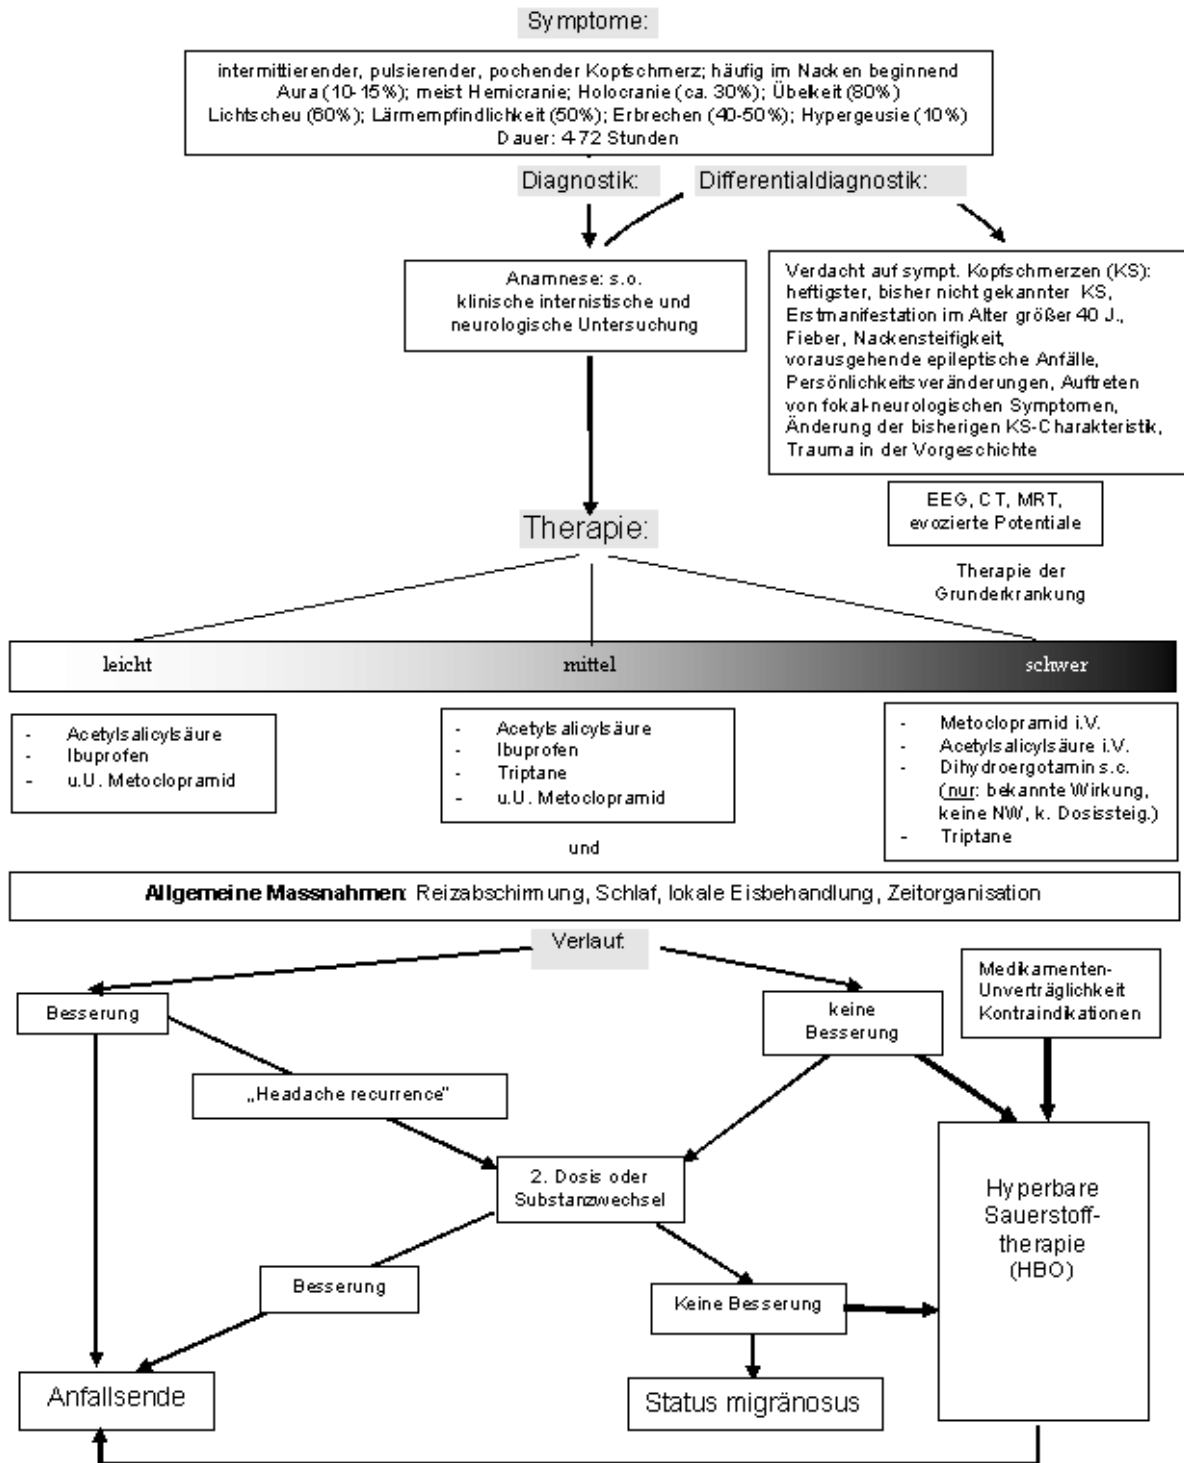 Symptome:
intermittierender, pulsierender, pochender Kopfschmerz; häufig im Nacken beginnend
Aura (10-15%); meist Hemicranie; Holocranie (ca. 30%); Übelkeit (80%)
Lichtscheu (60%); Lärmempfindlichkeit (50%); Erbrechen (40-50%); Hypergeusie (10%)
Dauer: 4-72 Stunden
Diagnostik:
Differentialdiagnostik:
Anamnese: s.o.
klinische internistische und
neurologische Untersuchung
Verdacht auf sympt. Kopfschmerzen (KS):
heftigster, bisher nicht gekannter KS,
Erstmanifestation im Alter größer 40 J.,
Fieber, Nackensteifigkeit,
vorausgehende epileptische Anfälle,
Persönlichkeitsveränderungen, Auftreten
von fokal-neurologischen Symptomen,
Änderung der bisherigen KS-Charakteristik,
Trauma in der Vorgeschichte
EEG, CT, MRT,
evozierte Potentiale
Therapie der
Grunderkrankung
Therapie:
leicht
mittel
schwer
- Acetylsalicylsäure
- Ibuprofen
- u.U. Metoclopramid
- Acetylsalicylsäure
- Ibuprofen
- Triptane
- u.U. Metoclopramid
- Metoclopramid i.V.
- Acetylsalicylsäure i.V.
- Dihydroergotamin s.c.
(nur: bekannte Wirkung,
keine NW, k. Dosissteig.)
- Triptane
und
Allgemeine Massnahmen: Reizabschirmung, Schlaf, lokale Eisbehandlung, Zeitorganisation
Verlauf:
Besserung
keine
Besserung
Medikamenten-
Unverträglichkeit
Kontraindikationen
„Headache recurrence"
2. Dosis oder
Substanzwechsel
Hyperbare
Sauerstoff-
therapie
(HBO)
Besserung
Keine Besserung
Anfallsende
Status migränosus